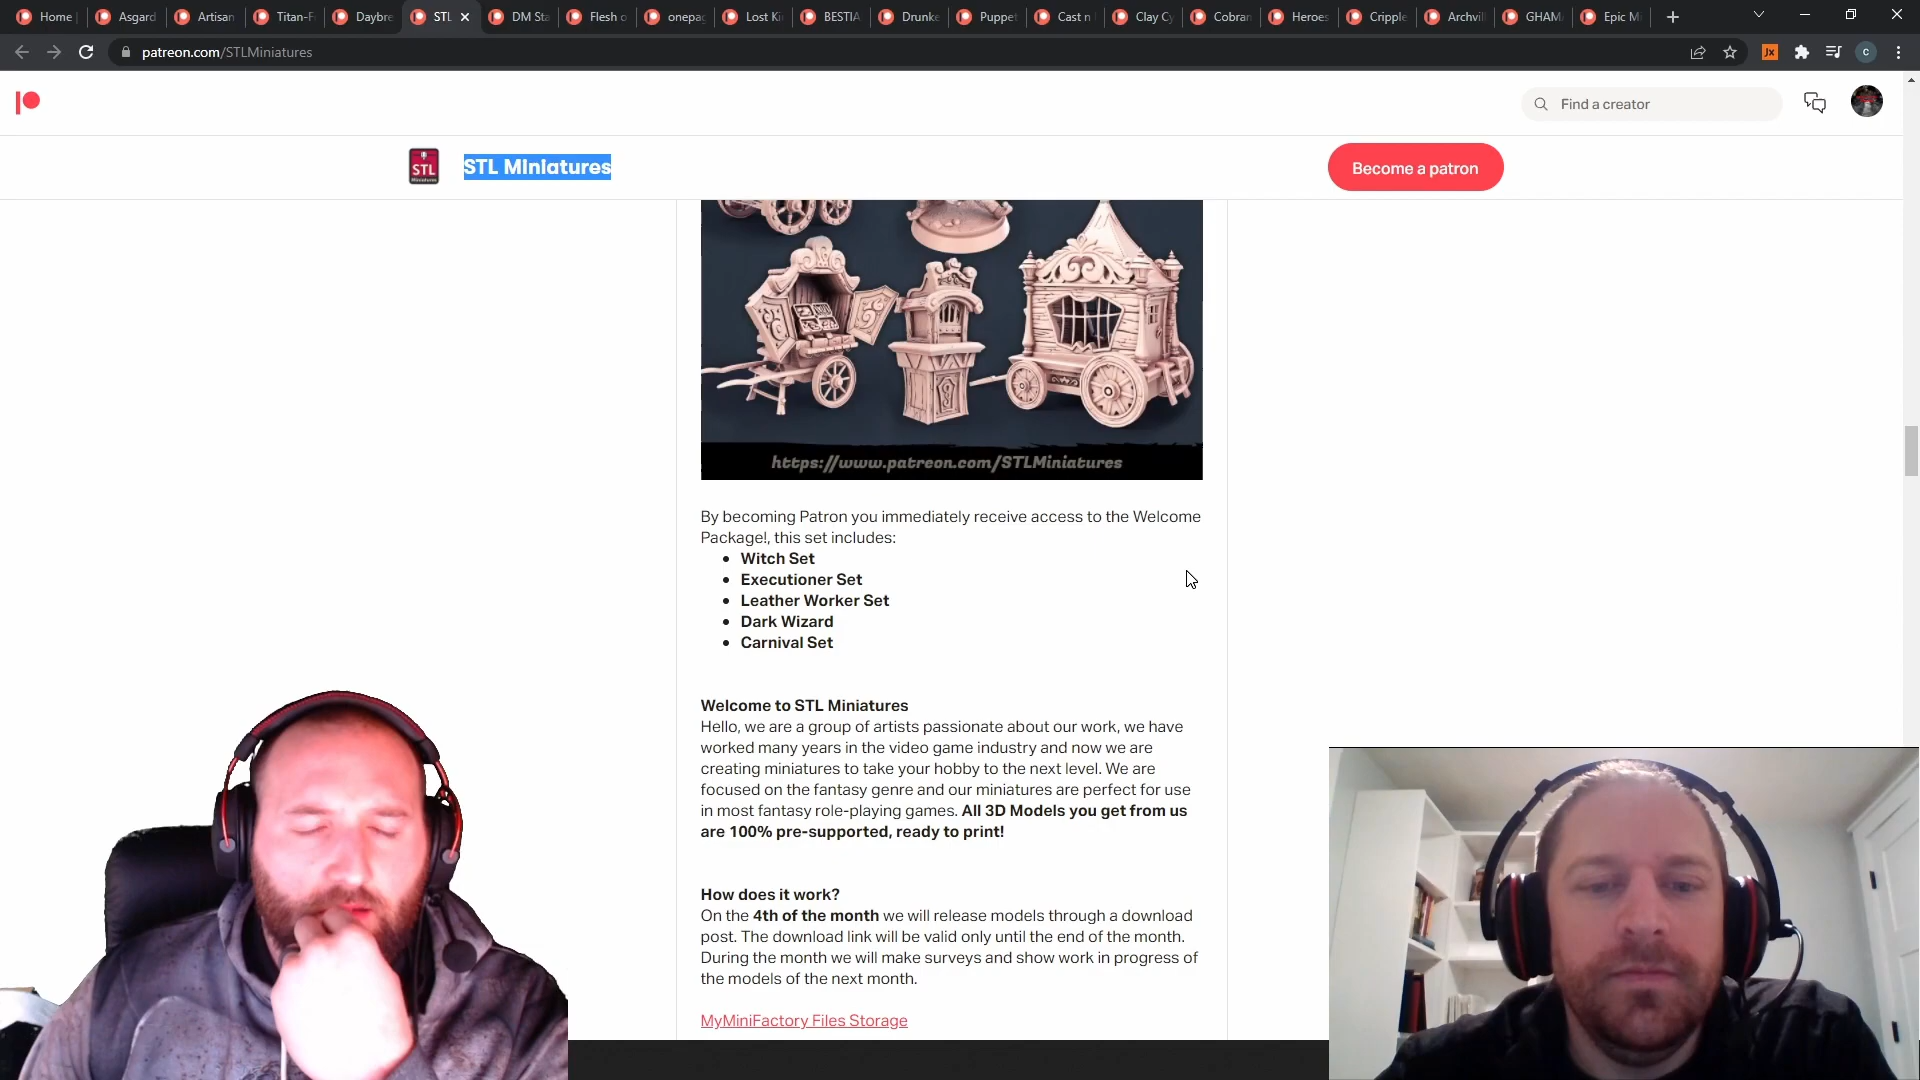 Home
Asgard
Artisan
Titan-F
Daybre
STL
DM Sta
Flesh o
onepag
Lost Ki
BESTIA
Drunke
Puppet
Cast n
Clay Cy
Cobran
Heroes
Cripple
Archvil
GHAM
Epic Mi
patreon.com/STLMiniatures
Jx
C
Find a creator
STL
Miniatures
STL Miniatures
Become a patron
https://www.patreon.com/STLMiniatures
By becoming Patron you immediately receive access to the Welcome
Package!, this set includes:
• Witch Set
• Executioner Set
• Leather Worker Set
• Dark Wizard
• Carnival Set
Welcome to STL Miniatures
Hello, we are a group of artists passionate about our work, we have
worked many years in the video game industry and now we are
creating miniatures to take your hobby to the next level. We are
focused on the fantasy genre and our miniatures are perfect for use
in most fantasy role-playing games. All 3D Models you get from us
are 100% pre-supported, ready to print!
How does it work?
On the 4th of the month we will release models through a download
post. The download link will be valid only until the end of the month.
During the month we will make surveys and show work in progress of
the models of the next month.
MyMiniFactory Files Storage